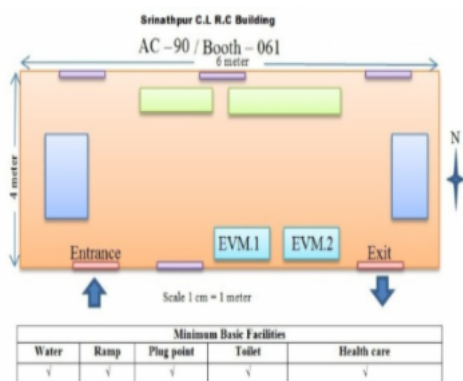 Srinathpur C.L R.C Building
AC – 90 / Booth – 061
6 meter
4 meter
N
EVM.1 EVM.2
Entrance Exit
Scale 1 cm = 1 meter
Minimum Basic Facilities
Water Ramp Plug point Toilet Health care
√ √ √ √ √